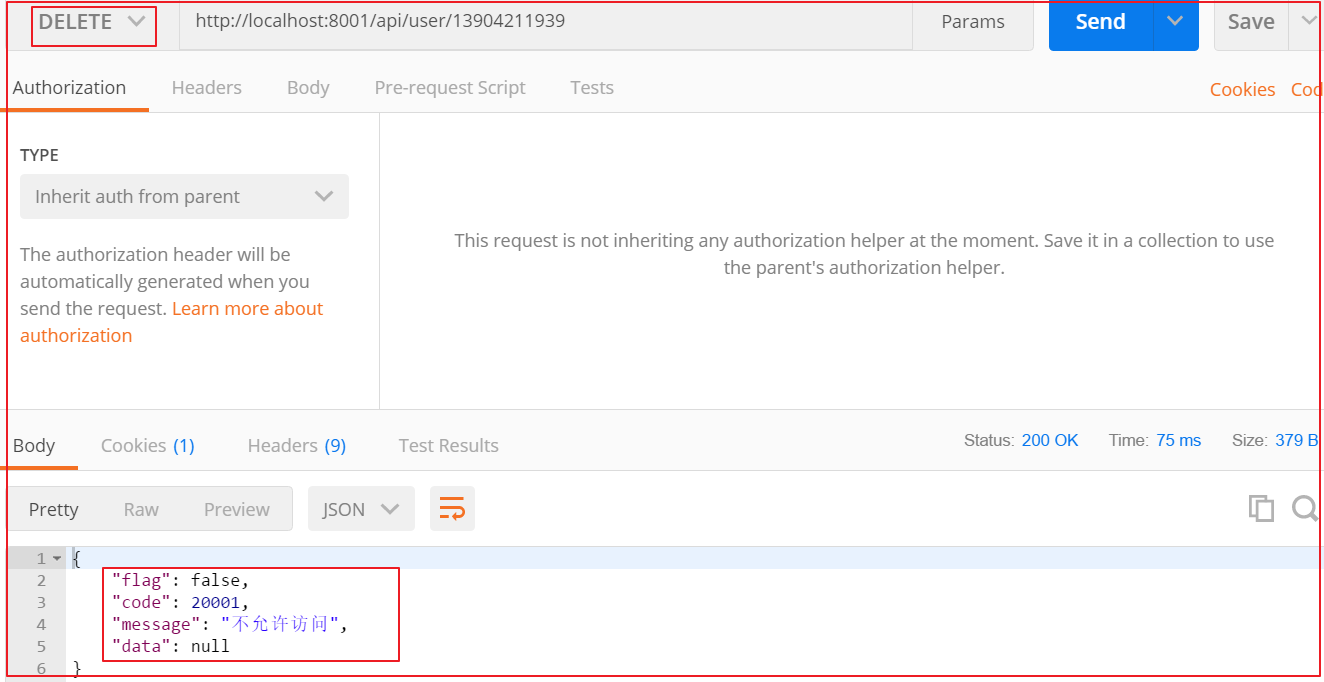 DELETE http://localhost:8001/api/user/13904211939 Params Send Save
Authorization Headers Body Pre-request Script Tests Cookies Cod
TYPE
Inherit auth from parent
The authorization header will be
automatically generated when you
send the request. Learn more about
authorization
This request is not inheriting any authorization helper at the moment. Save it in a collection to use
the parent's authorization helper.
Body Cookies (1) Headers (9) Test Results Status: 200 OK Time: 75 ms Size: 379 B
Pretty Raw Preview JSON
1 {
2 "flag": false,
3 "code": 20001,
4 "message": "不允许访问",
5 "data": null
6 }